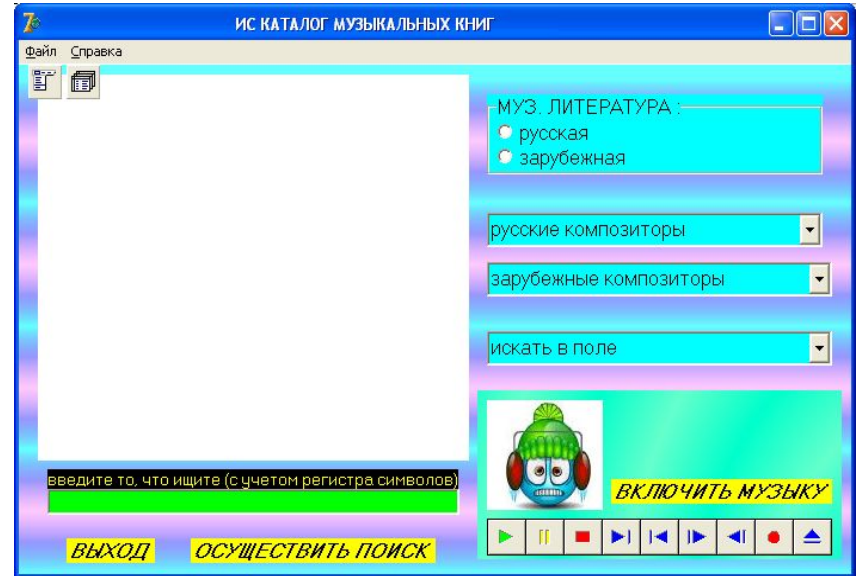 ИС КАТАЛОГ МУЗЫКАЛЬНЫХ КНИГ
Файл Справка
МУЗ. ЛИТЕРАТУРА :
русская
зарубежная
русские композиторы
зарубежные композиторы
искать в поле
введите то, что ищите (с учетом регистра символов)
ВКЛЮЧИТЬ МУЗЫКУ
ВЫХОД
ОСУЩЕСТВИТЬ ПОИСК